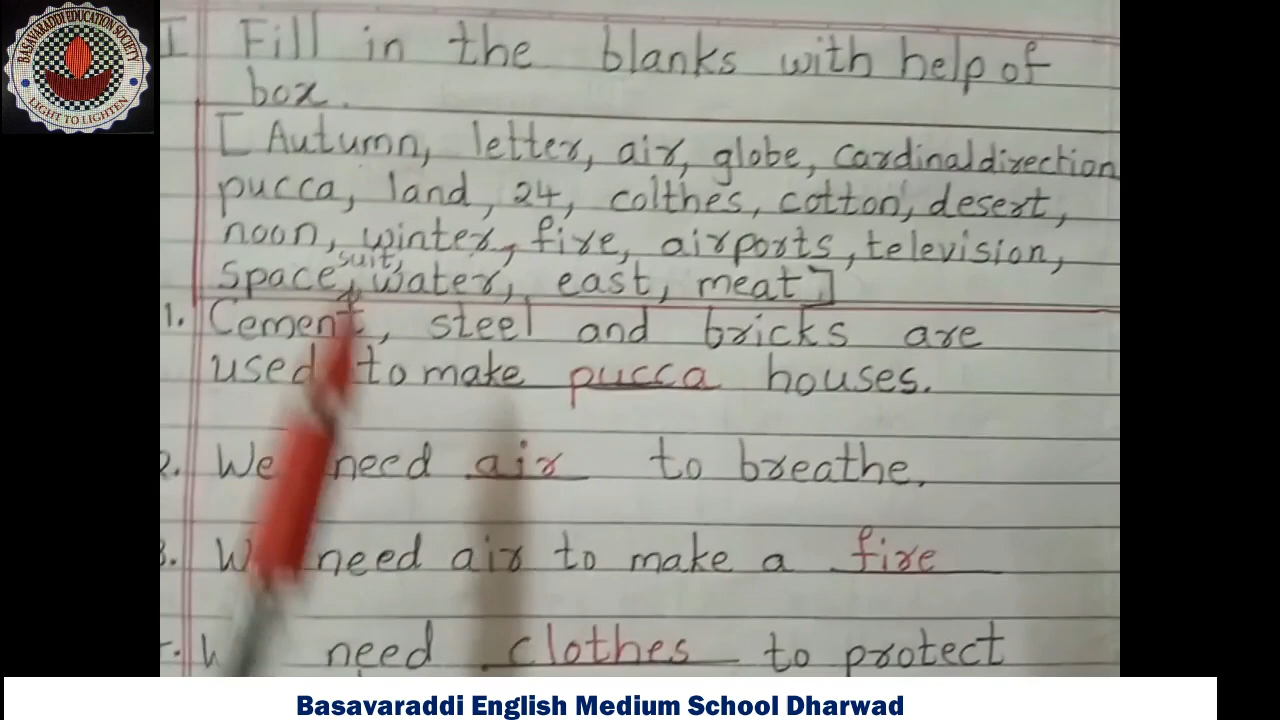 BASAVARADDI EDUCATION SOCIETY
LIGHT TO LIGHTEN
I Fill in the blanks with help of
box.
[Autumn, letter, air, globe, cardinal direction
pucca, land, 24, colthes, cotton, desert,
noon, winter, fire, airports, television,
suit,
space, water, east, meat]
1. Cement, steel and bricks are
used to make pucca houses.
2. We need air to breathe.
3. We need air to make a fire
need clothes to protect
Basavaraddi English Medium School Dharwad